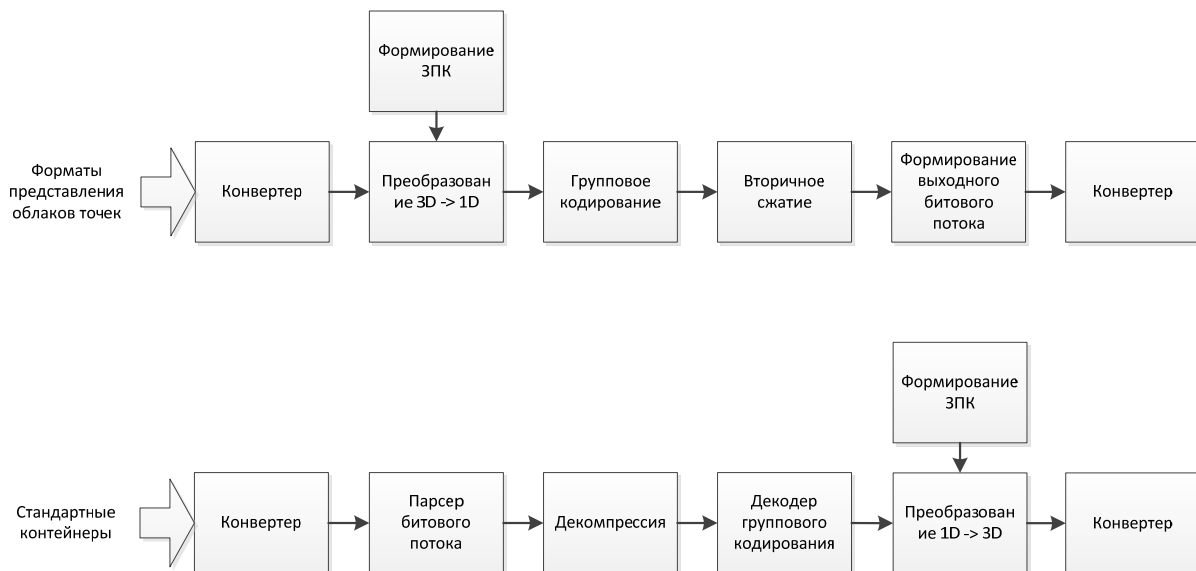 Формирование
ЗПК
Форматы
представления
облаков точек
Конвертер
Преобразован
ие 3D -> 1D
Групповое
кодирование
Вторичное
сжатие
Формирование
выходного
битового
потока
Конвертер
Формирование
ЗПК
Стандартные
контейнеры
Конвертер
Парсер
битового
потока
Декомпрессия
Декодер
группового
кодирования
Преобразован
ие 1D -> 3D
Конвертер